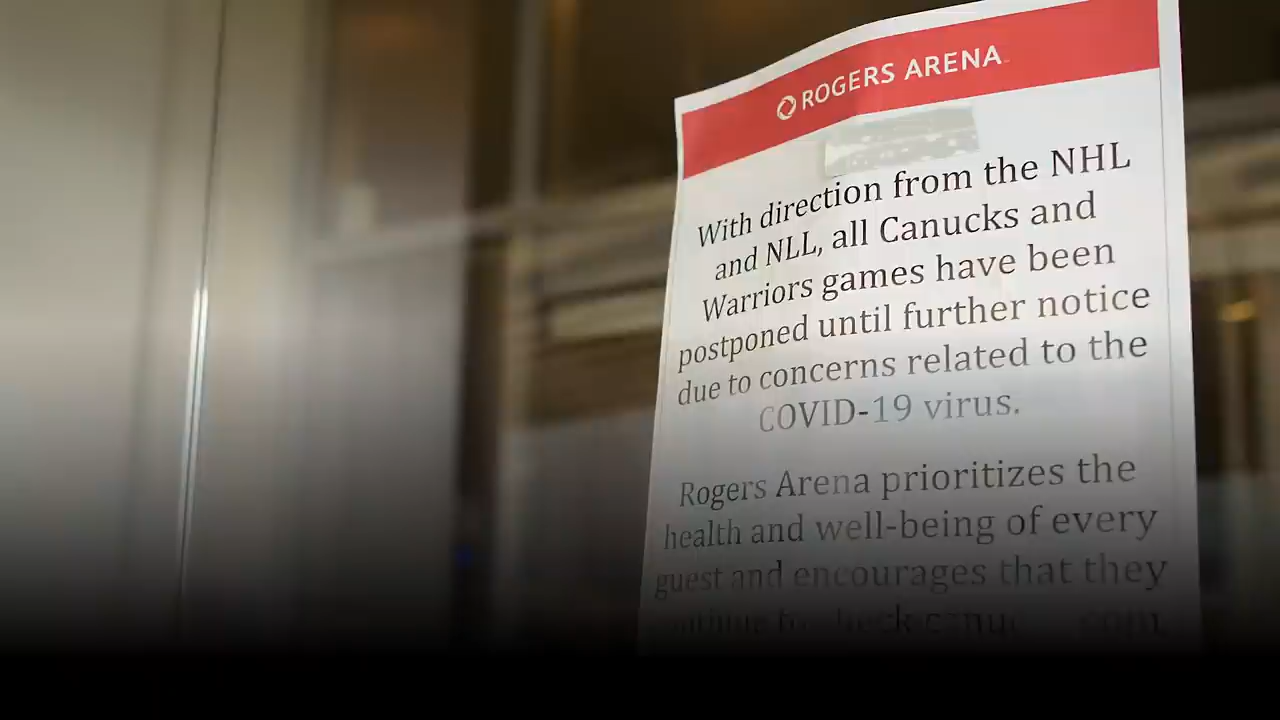 ROGERS ARENA
With direction from the NHL
and NLL, all Canucks and
Warriors games have been
postponed until further notice
due to concerns related to the
COVID-19 virus.
Rogers Arena prioritizes the
health and well-being of every
guest and encourages that they